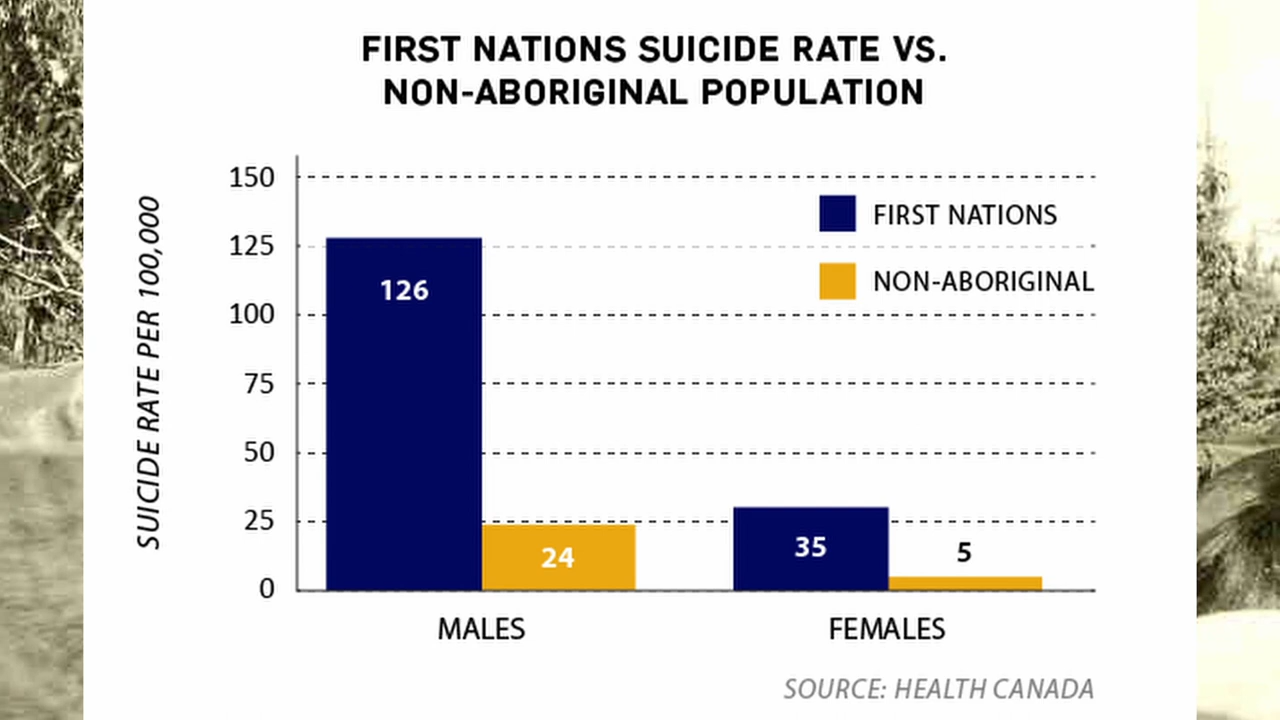 FIRST NATIONS SUICIDE RATE VS.
NON-ABORIGINAL POPULATION
SUICIDE RATE PER 100,000
150
125
100
75
50
25
0
FIRST NATIONS
NON-ABORIGINAL
126
24
35
5
MALES
FEMALES
SOURCE: HEALTH CANADA